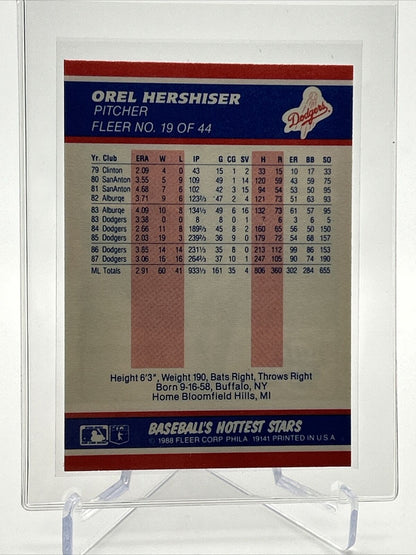 OREL HERSHISER
PITCHER
FLEER NO. 19 OF 44
Dodgers
Yr. Club ERA W L IP G CG SV H R ER BB SO
79 Clinton 2.09 4 0 43 15 1 2 33 15 10 17 33
80 SanAnton 3.55 5 9 109 49 1 14 120 59 43 59 75
81 SanAnton 4.68 7 6 102 42 3 15 94 54 53 50 95
82 Alburqe 3.71 9 6 123⅔ 47 2 4 121 73 51 63 93
83 Alburqe 4.09 10 8 134⅓ 49 6 16 132 73 61 57 95
83 Dodgers 3.38 0 0 8 8 0 1 7 6 3 6 5
84 Dodgers 2.66 11 8 189⅔ 45 8 2 160 65 56 50 150
85 Dodgers 2.03 19 3 239⅔ 36 9 0 179 72 54 68 157
86 Dodgers 3.85 14 14 231⅓ 35 8 0 213 112 99 86 153
87 Dodgers 3.06 16 16 264⅔ 37 10 1 247 105 90 74 190
ML Totals 2.91 60 41 933⅓ 161 35 4 806 360 302 284 655
Height 6'3", Weight 190, Bats Right, Throws Right
Born 9-16-58, Buffalo, NY
Home Bloomfield Hills, MI
BASEBALL'S HOTTEST STARS
© 1988 FLEER CORP PHILA 19141 PRINTED IN U.S.A